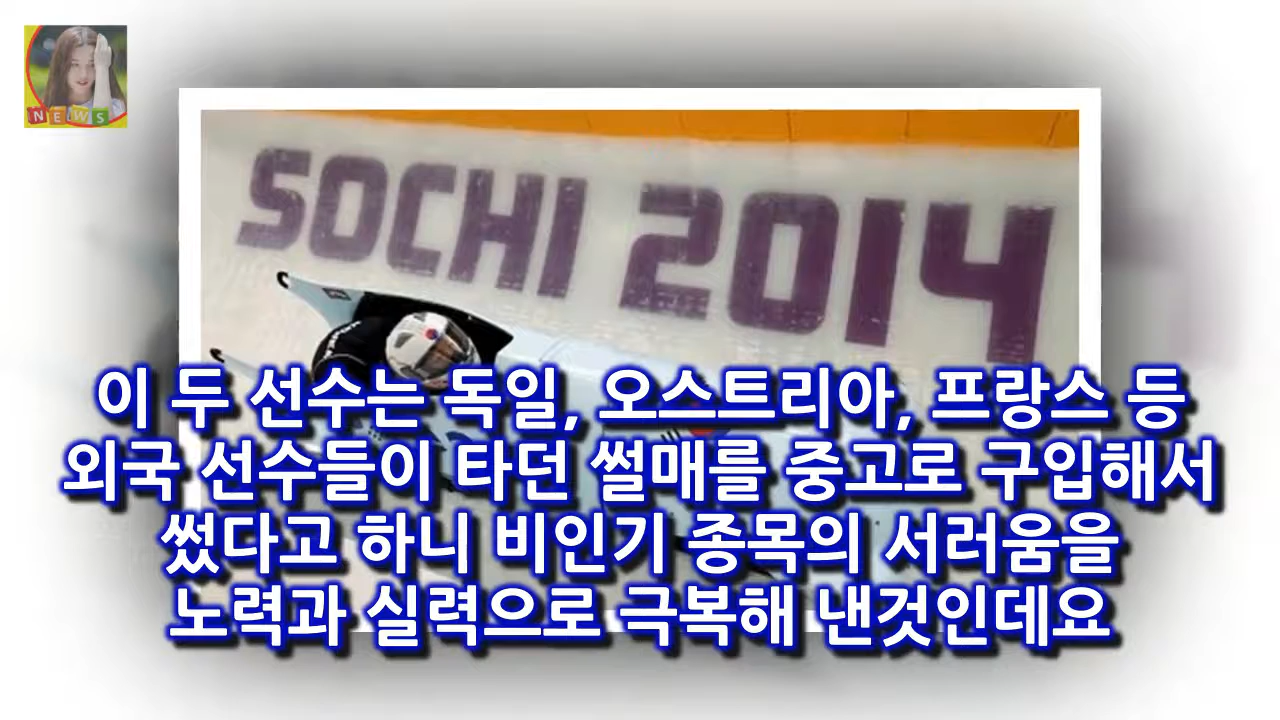 NEWS
SOCHI 2014
이 두 선수는 독일, 오스트리아, 프랑스 등
외국 선수들이 타던 썰매를 중고로 구입해서
썼다고 하니 비인기 종목의 서러움을
노력과 실력으로 극복해 낸것인데요